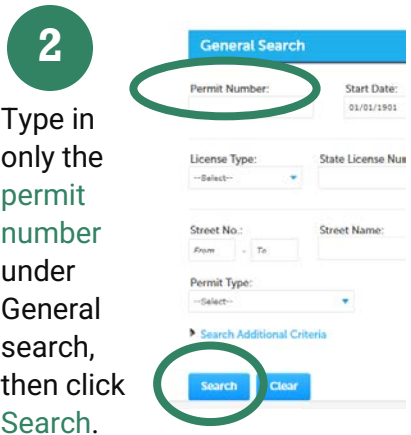 2
Type in
only the
permit
number
under
General
search,
then click
Search.
General Search
Permit Number: Start Date:
01/01/1901
License Type: State License Num
--Select--
Street No.: Street Name:
From - To
Permit Type:
--Select--
Search Additional Criteria
Search Clear